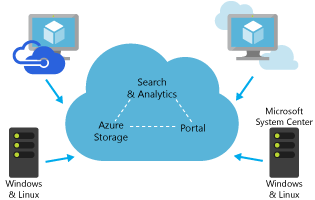 Search
& Analytics
Azure
Storage
Portal
Microsoft
System Center
Windows
& Linux
Windows
& Linux